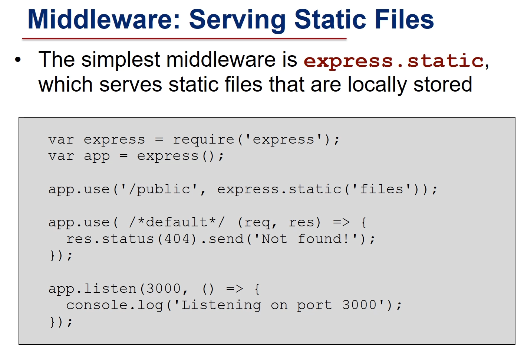 Middleware: Serving Static Files
• The simplest middleware is express.static,
which serves static files that are locally stored
var express = require('express');
var app = express();
app.use('/public', express.static('files'));
app.use( /*default*/ (req, res) => {
res.status(404).send('Not found!');
});
app.listen(3000, () => {
console.log('Listening on port 3000');
});